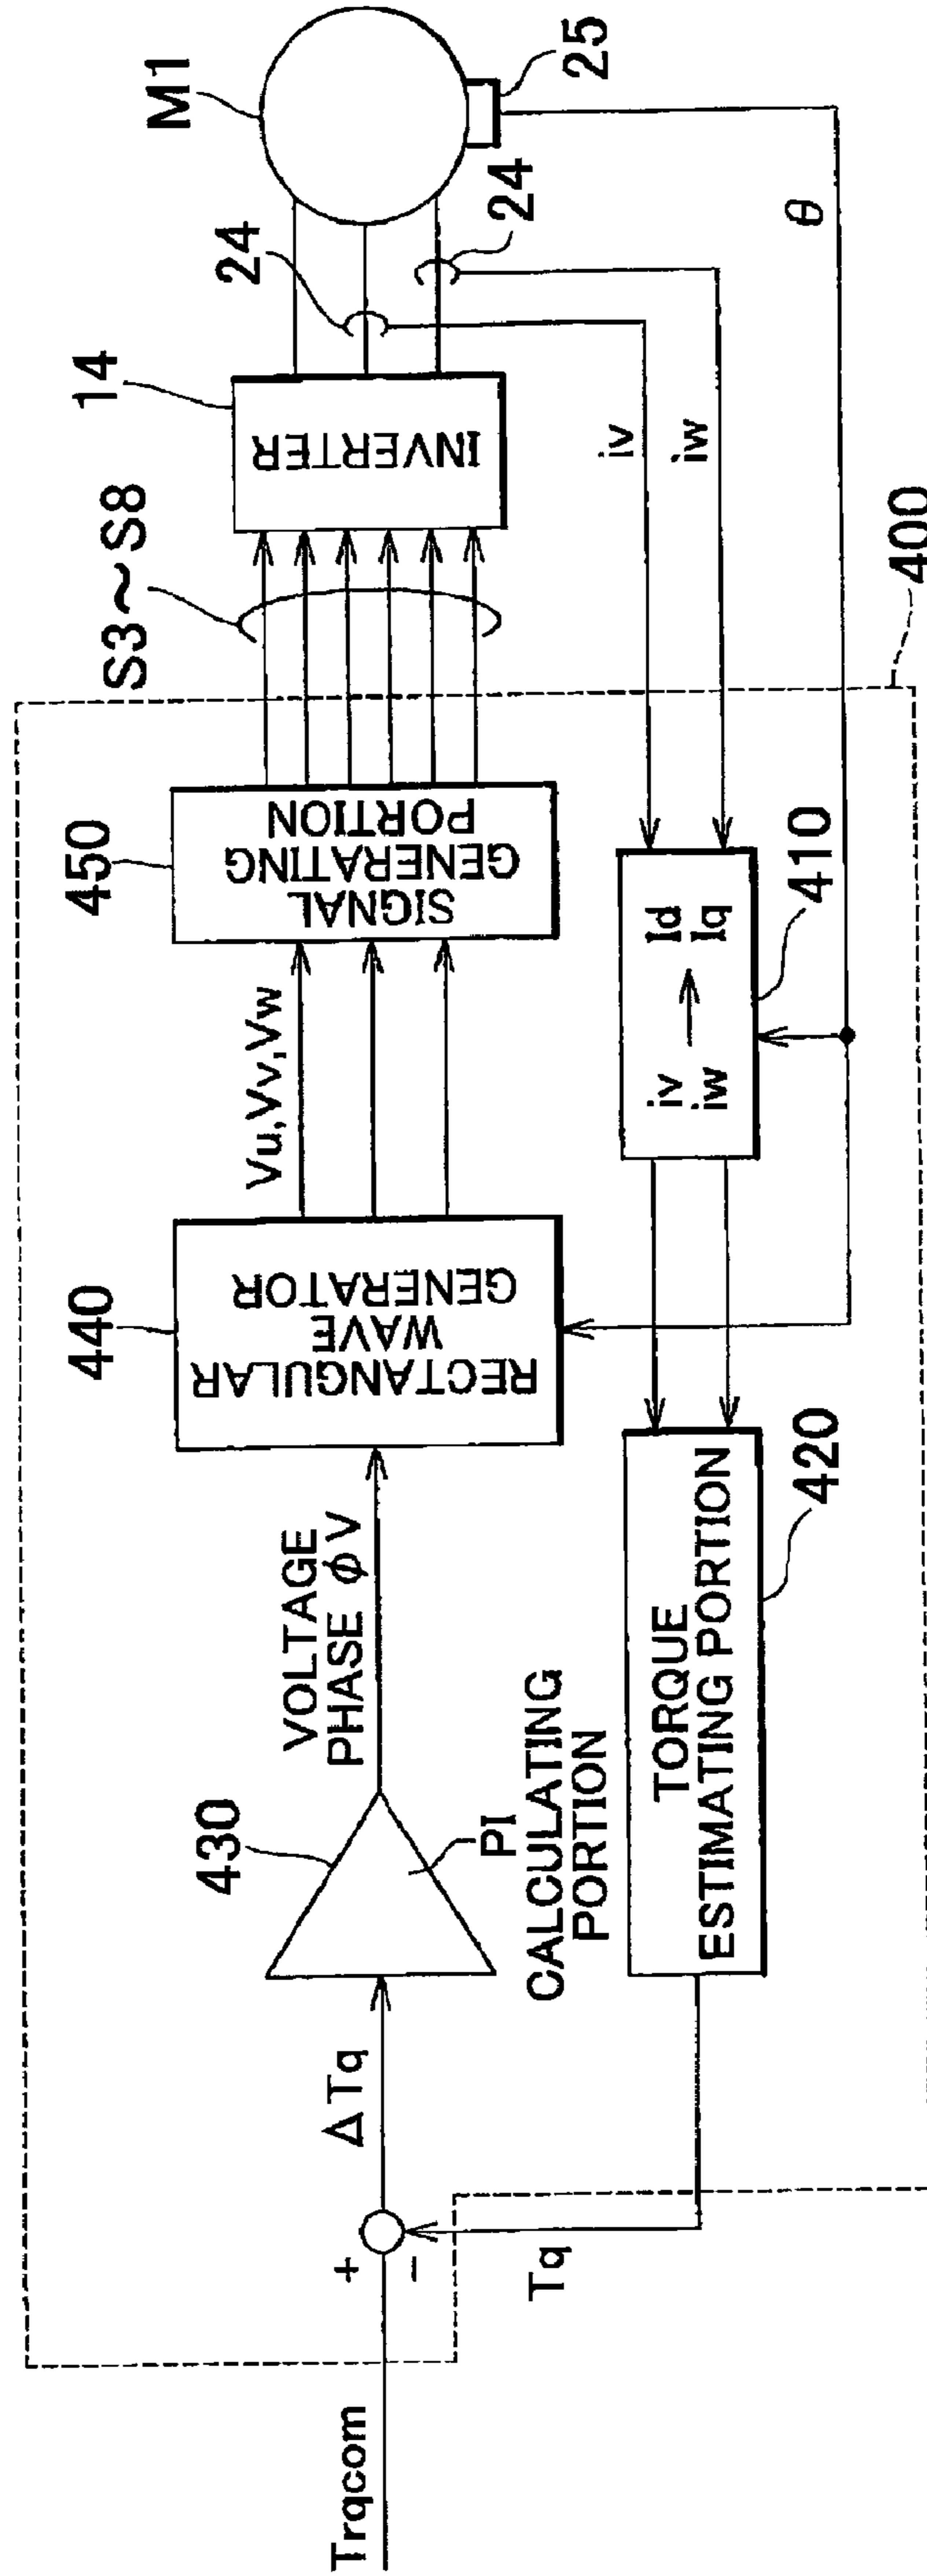 Trqcom
+
−
ΔTq
Tq
430
PI
CALCULATING
PORTION
VOLTAGE
PHASE φV
440
RECTANGULAR
WAVE
GENERATOR
Vu,Vv,Vw
450
SIGNAL
GENERATING
PORTION
S3~S8
14
INVERTER
24
24
M1
25
θ
iv
iw
400
410
iv
iw
Id
Iq
420
TORQUE
ESTIMATING PORTION